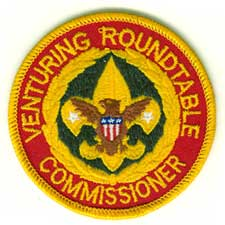 VENTURING ROUNDTABLE
COMMISSIONER